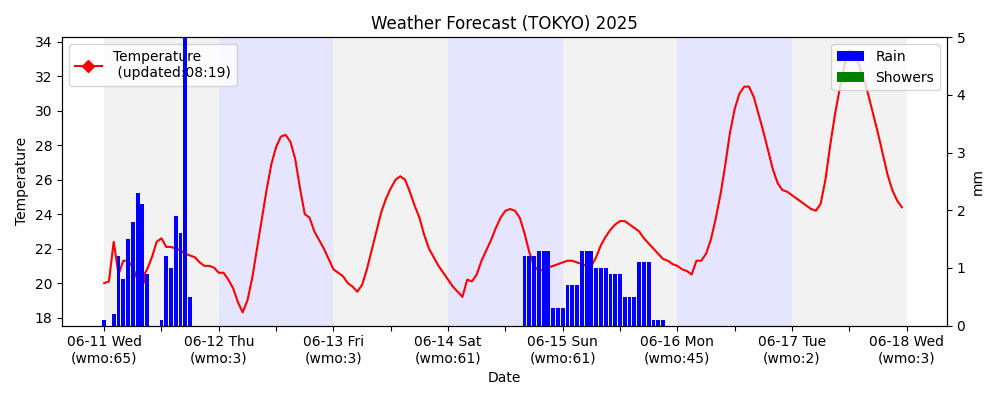 Weather Forecast (TOKYO) 2025
Temperature
(updated:08:19)
Rain
Showers
34
32
30
28
26
24
22
20
18
Temperature
5
4
3
2
1
0
mm
06-11 Wed
(wmo:65)
06-12 Thu
(wmo:3)
06-13 Fri
(wmo:3)
06-14 Sat
(wmo:61)
06-15 Sun
(wmo:61)
06-16 Mon
(wmo:45)
06-17 Tue
(wmo:2)
06-18 Wed
(wmo:3)
Date